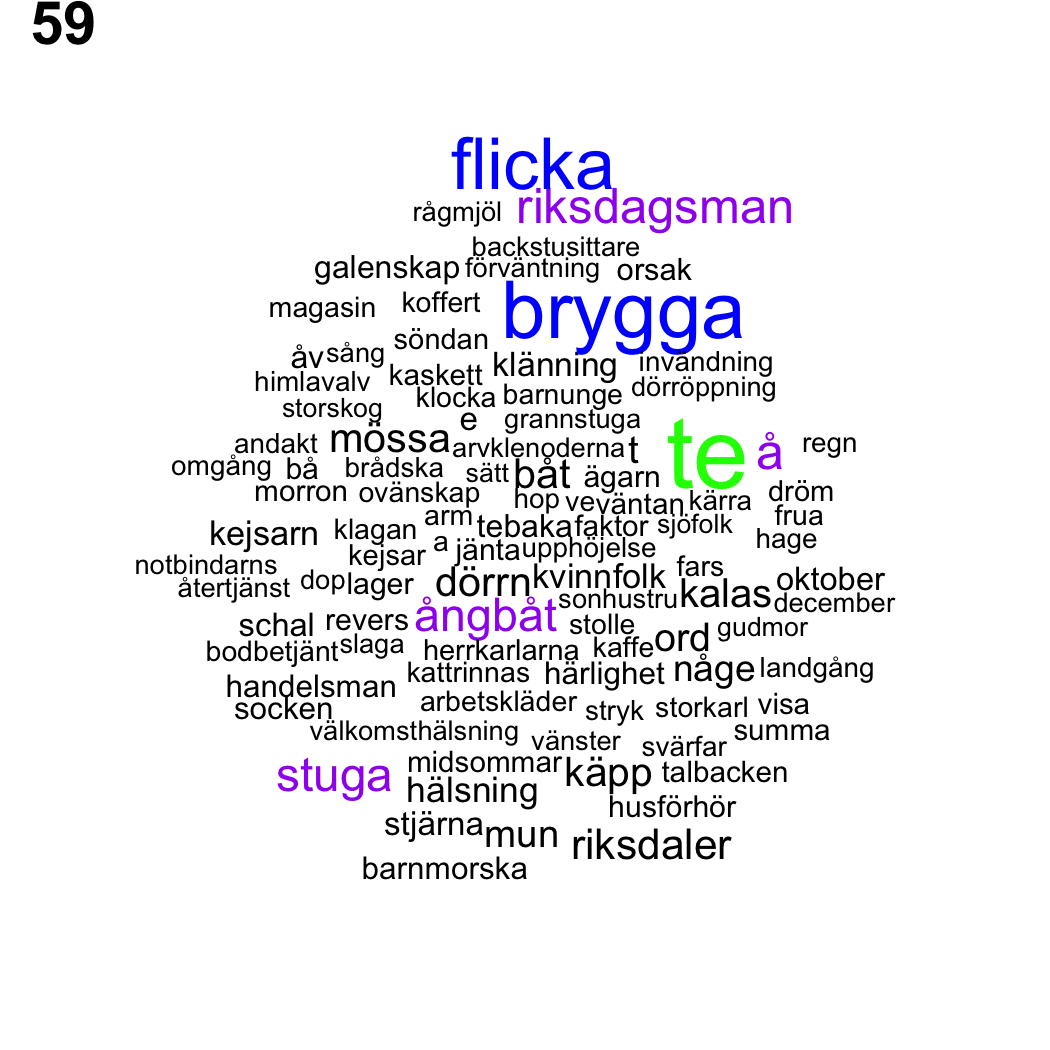 59
flicka
rågmjöl riksdagsman
backstusittare
galenskap förväntning orsak
magasin koffert brygga
söndan
åv sång klänning invändning
himlavalv kaskett barnunge dörröppning
storskog klocka e grannstuga
andakt mössa arvklenoderna t te å regn
omgång bå brådska sätt båt ägarn
morron ovänskap hop veväntan kärra dröm
arm tebaka faktor sjöfolk frua
kejsarn klagan a jänta upphöjelse hage
notbindarns kejsar fars
återtjänst dop lager dörrn kvinnfolk kalas oktober
schal revers ångbåt sonhustru december
bodbetjänt slaga stolle ord gudmor
herrkarlarna kaffe
handelsman kattrinnas härlighet någe landgång
socken arbetskläder stryk storkarl visa
välkomsthälsning vänster svärfar summa
stuga midsommar käpp talbacken
hälsning husförhör
stjärna mun riksdaler
barnmorska